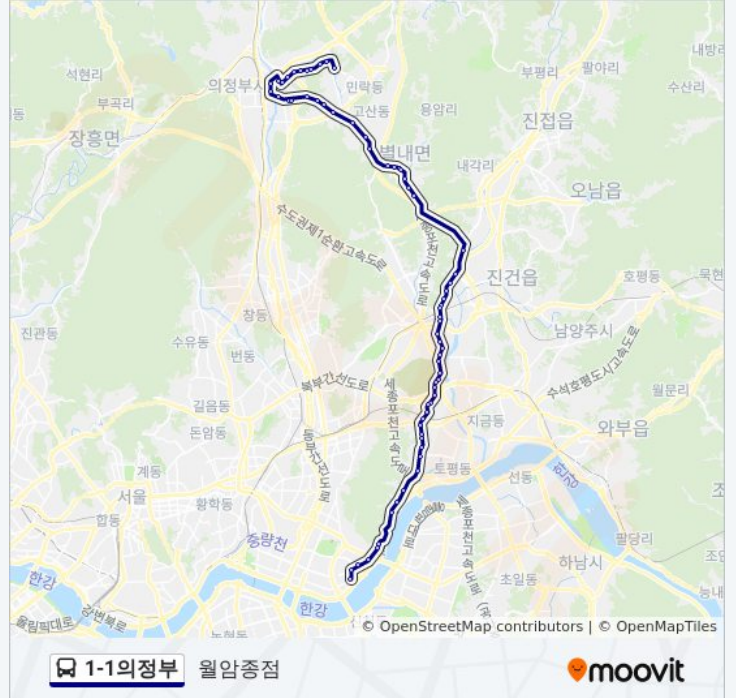 내방리
석현리
팔야리
부평리
의정부시
민락동
수산리
부곡리
고산동
용암리
진접읍
장흥면
별내면
내각리
오남읍
수도권제1순환고속도로
진건읍
호평동
창동
남양주시
진관동
수유동
번동
수석호평도시고속도로
북부간선도로
세종포천고속도로
월문리
길음동
지금동
와부읍
돈암동
동부간선도로
토평동
선동
계동
서울
황학동
합동
한강
팔당리
중랑천
하남시
초일동
한강
강변북로
올림픽대로
© OpenStreetMap contributors | © OpenMapTiles
1-1의정부 월암종점
moovit